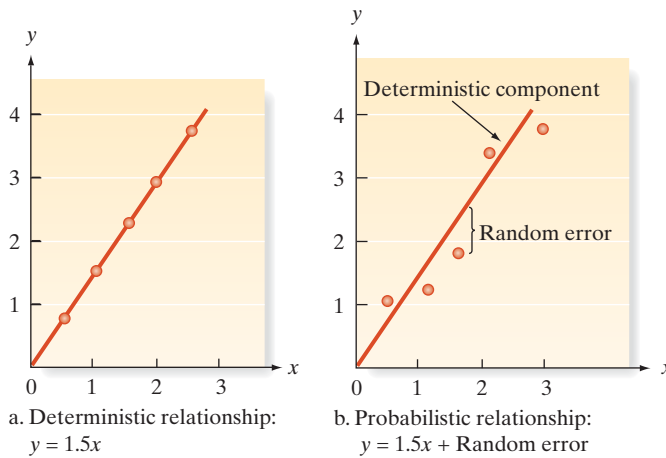 y
4
3
2
1
0 1 2 3 x
a. Deterministic relationship:
y = 1.5x
y
Deterministic component
4
3
Random error
2
1
0 1 2 3 x
b. Probabilistic relationship:
y = 1.5x + Random error